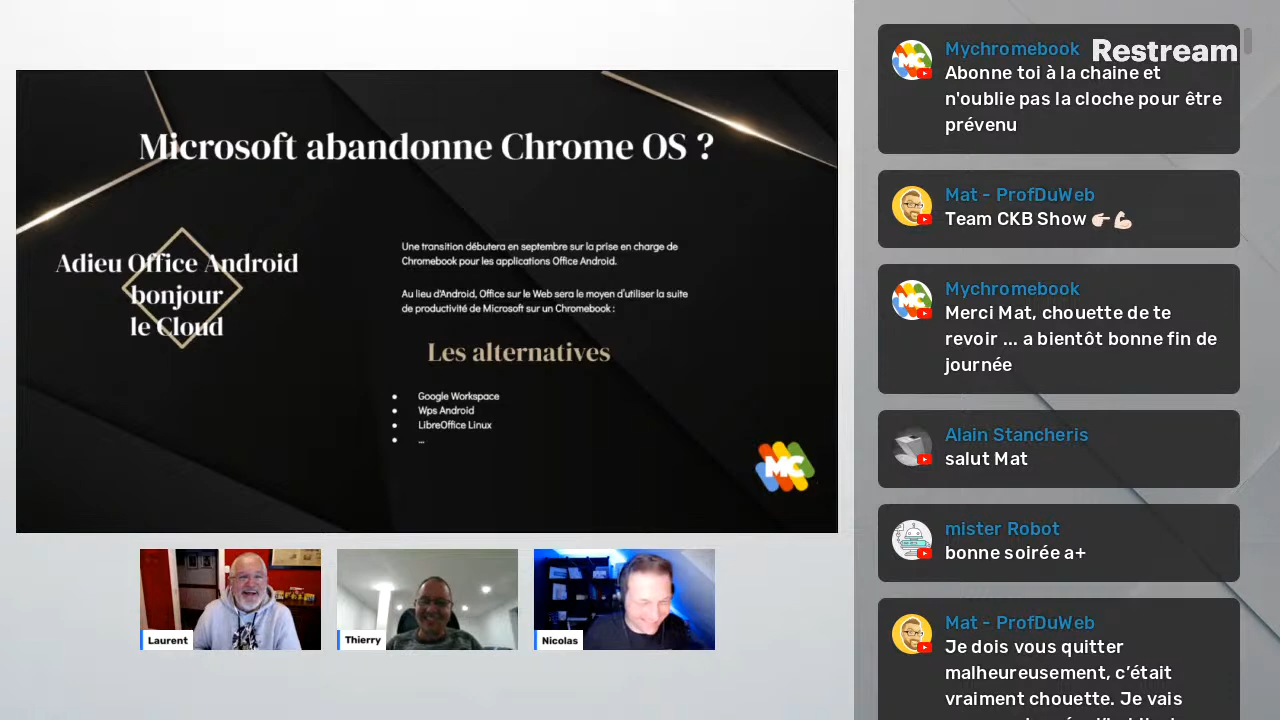 Microsoft abandonne Chrome OS ?
Adieu Office Android
bonjour
le Cloud
Une transition débutera en septembre sur la prise en charge de
Chromebook pour les applications Office Android.
Au lieu d'Android, Office sur le Web sera le moyen d'utiliser la suite
de productivité de Microsoft sur un Chromebook :
Les alternatives
Google Workspace
Wps Android
LibreOffice Linux
...
MC
Laurent
Thierry
Nicolas
Restream
Mychromebook
Abonne toi à la chaine et
n'oublie pas la cloche pour être
prévenu
Mat - ProfDuWeb
Team CKB Show 👉🏻💪🏻
Mychromebook
Merci Mat, chouette de te
revoir ... a bientôt bonne fin de
journée
Alain Stancheris
salut Mat
mister Robot
bonne soirée a+
Mat - ProfDuWeb
Je dois vous quitter
malheureusement, c’était
vraiment chouette. Je vais